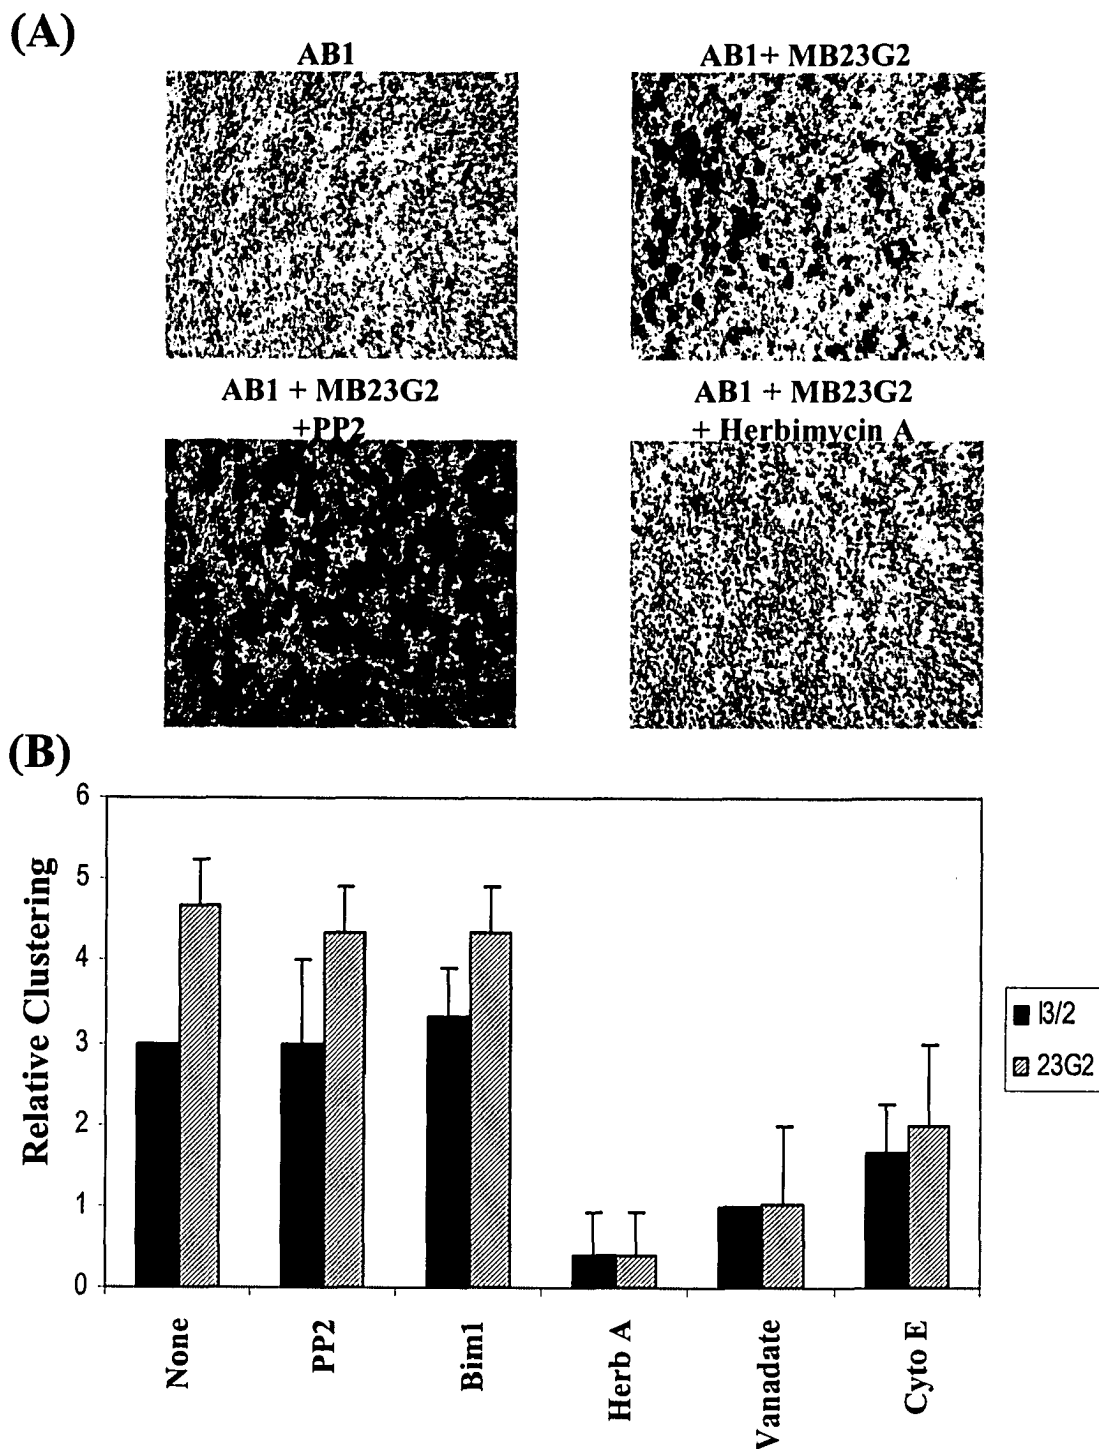 (A)
AB1
AB1+ MB23G2
AB1 + MB23G2
+PP2
AB1 + MB23G2
+ Herbimycin A
(B)
Relative Clustering
6
5
4
3
2
1
0
None
PP2
Bim1
Herb A
Vanadate
Cyto E
I3/2
23G2